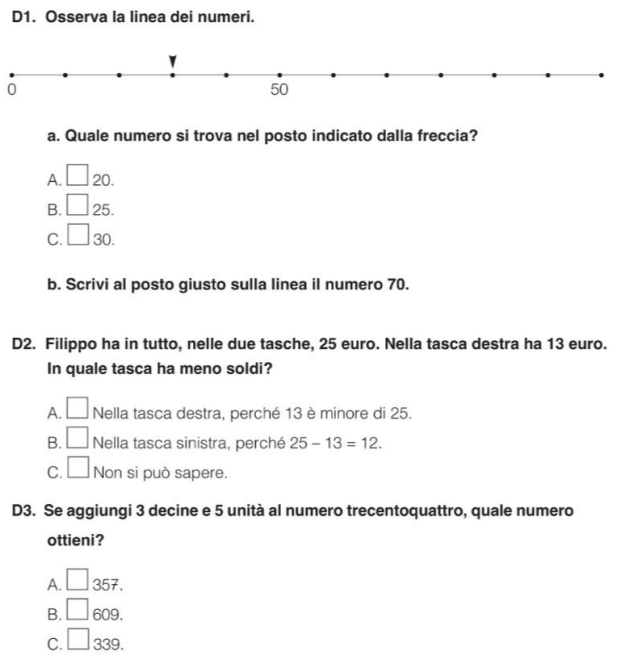 D1. Osserva la linea dei numeri.
0 50
a. Quale numero si trova nel posto indicato dalla freccia?
A. 20.
B. 25.
C. 30.
b. Scrivi al posto giusto sulla linea il numero 70.
D2. Filippo ha in tutto, nelle due tasche, 25 euro. Nella tasca destra ha 13 euro.
In quale tasca ha meno soldi?
A. Nella tasca destra, perché 13 è minore di 25.
B. Nella tasca sinistra, perché 25 – 13 = 12.
C. Non si può sapere.
D3. Se aggiungi 3 decine e 5 unità al numero trecentoquattro, quale numero
ottieni?
A. 357.
B. 609.
C. 339.